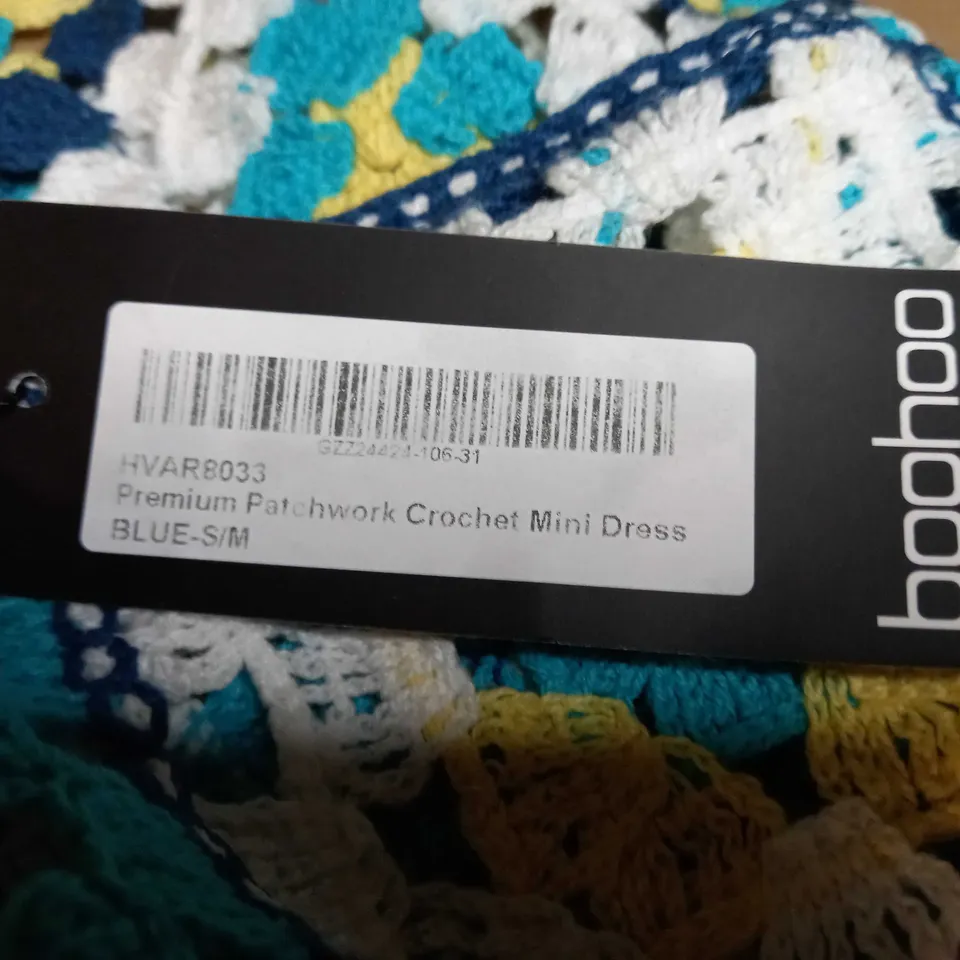 GZZ24424-106-31
HVAR8033
Premium Patchwork Crochet Mini Dress
BLUE-S/M
boohoo